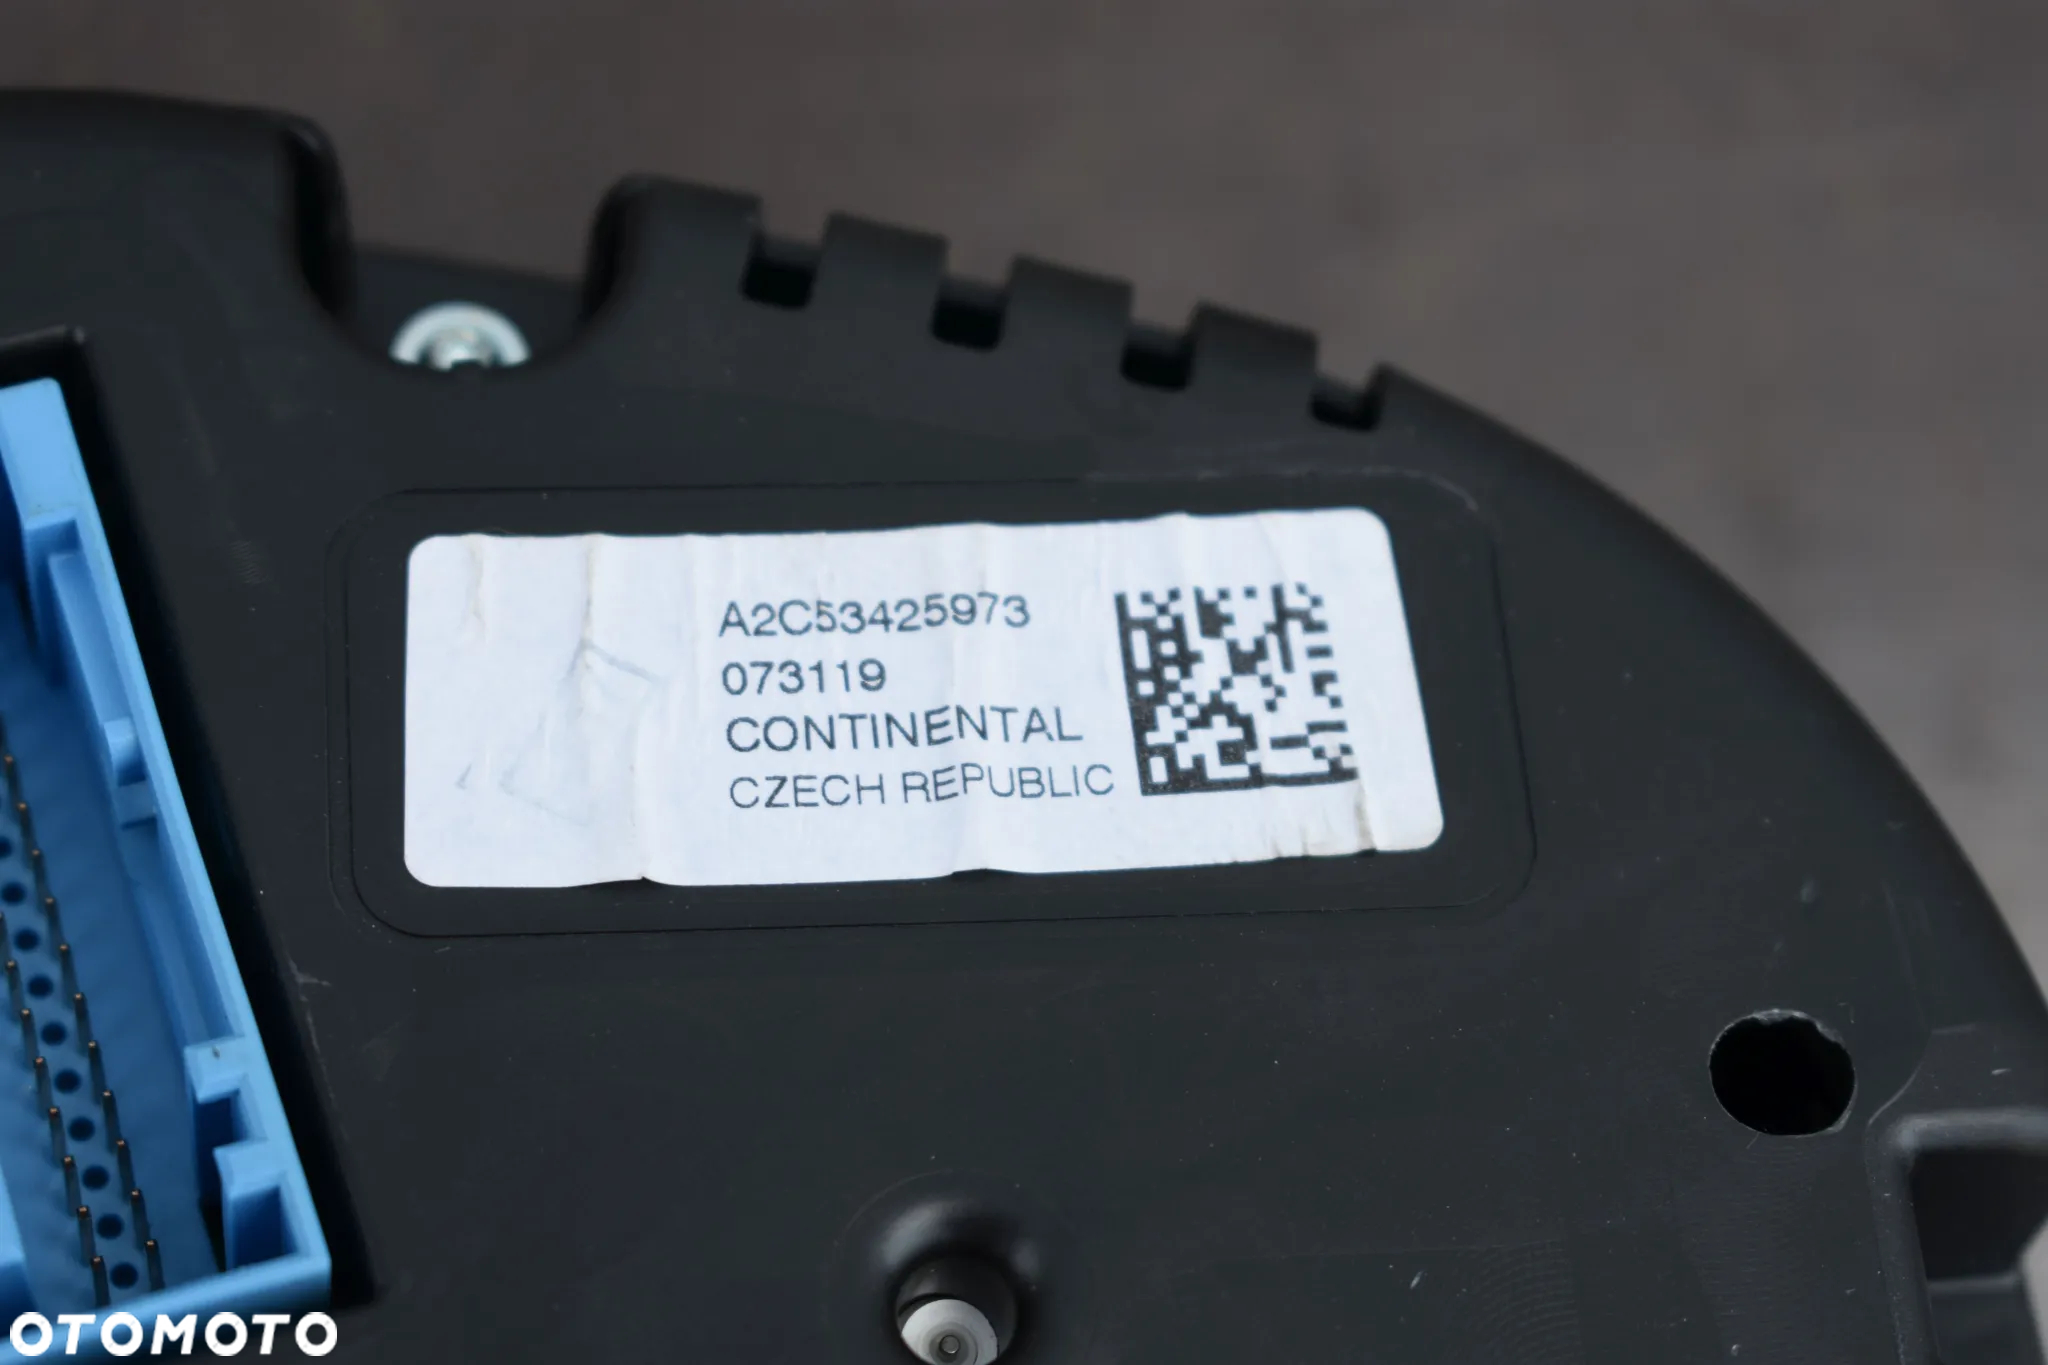 A2C53425973
073119
CONTINENTAL
CZECH REPUBLIC
OTOMOTO